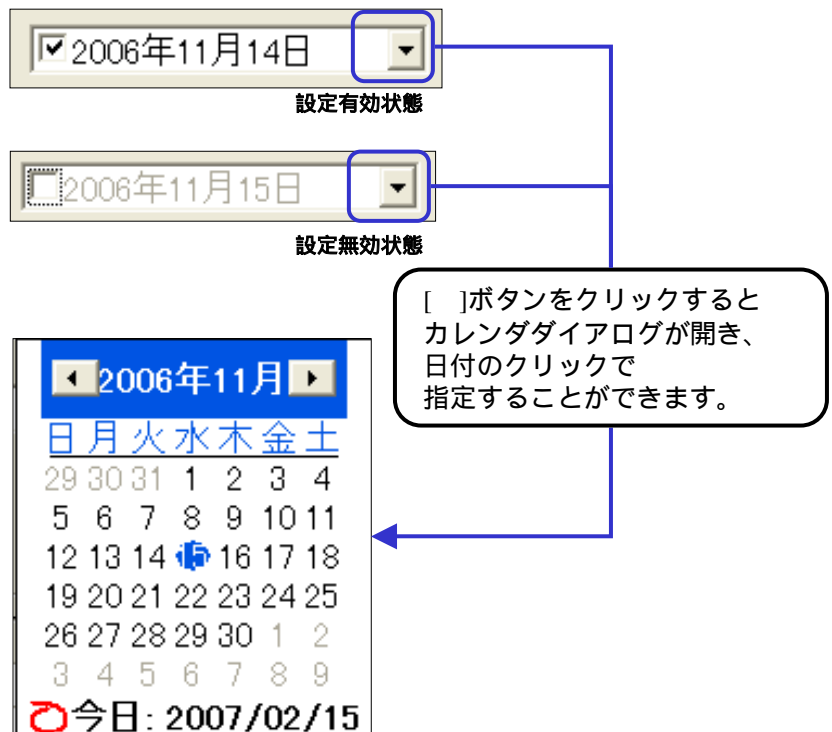 2006年11月14日
設定有効状態
2006年11月15日
設定無効状態
[ ]ボタンをクリックすると
カレンダダイアログが開き、
日付のクリックで
指定することができます。
2006年11月
日 月 火 水 木 金 土
29 30 31 1 2 3 4
5 6 7 8 9 10 11
12 13 14 15 16 17 18
19 20 21 22 23 24 25
26 27 28 29 30 1 2
3 4 5 6 7 8 9
今日: 2007/02/15